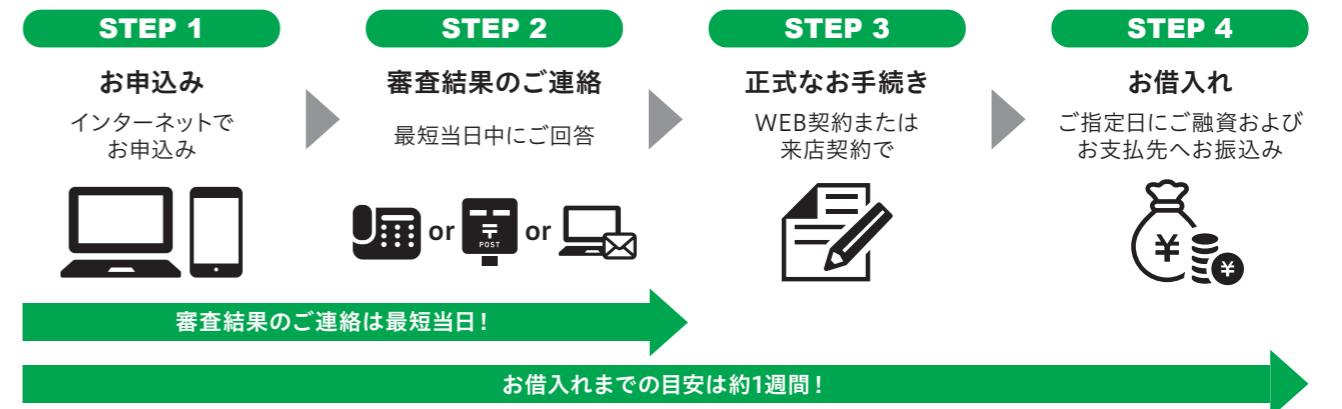 STEP 1
お申込み
インターネットで
お申込み
STEP 2
審査結果のご連絡
最短当日中にご回答
or
〒
POST
or
STEP 3
正式なお手続き
WEB契約または
来店契約で
STEP 4
お借入れ
ご指定日にご融資および
お支払先へお振込み
¥
¥
審査結果のご連絡は最短当日!
お借入れまでの目安は約1週間!